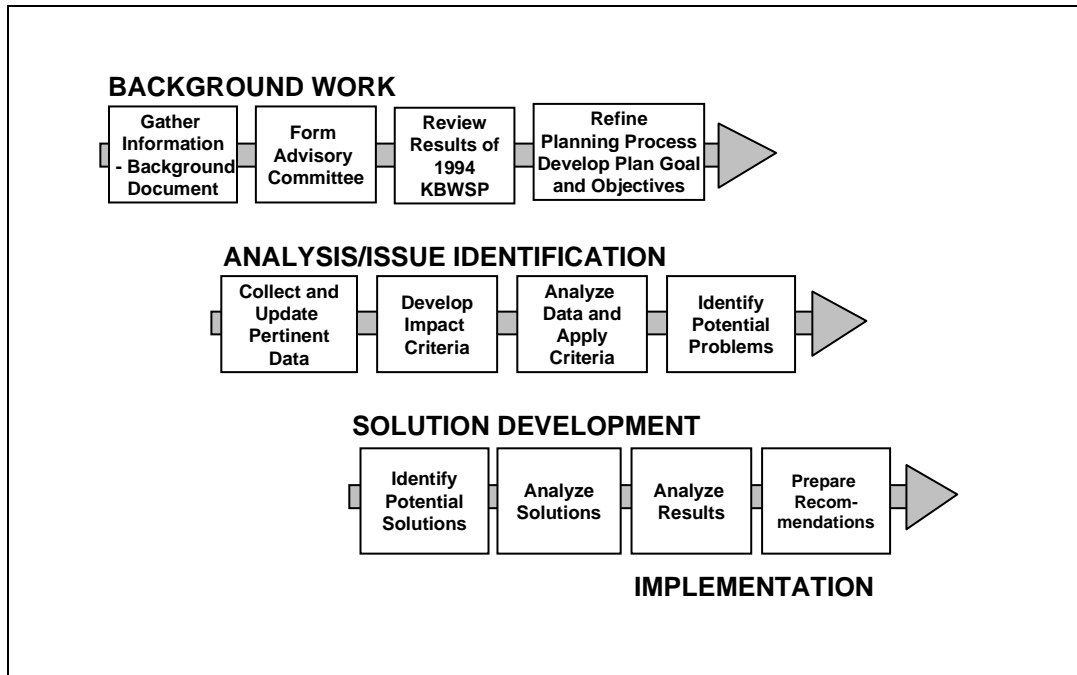 BACKGROUND WORK
Gather
Information
- Background
Document
Form
Advisory
Committee
Review
Results of
1994
KBWSP
Refine
Planning Process
Develop Plan Goal
and Objectives
ANALYSIS/ISSUE IDENTIFICATION
Collect and
Update
Pertinent
Data
Develop
Impact
Criteria
Analyze
Data and
Apply
Criteria
Identify
Potential
Problems
SOLUTION DEVELOPMENT
Identify
Potential
Solutions
Analyze
Solutions
Analyze
Results
Prepare
Recom-
mendations
IMPLEMENTATION